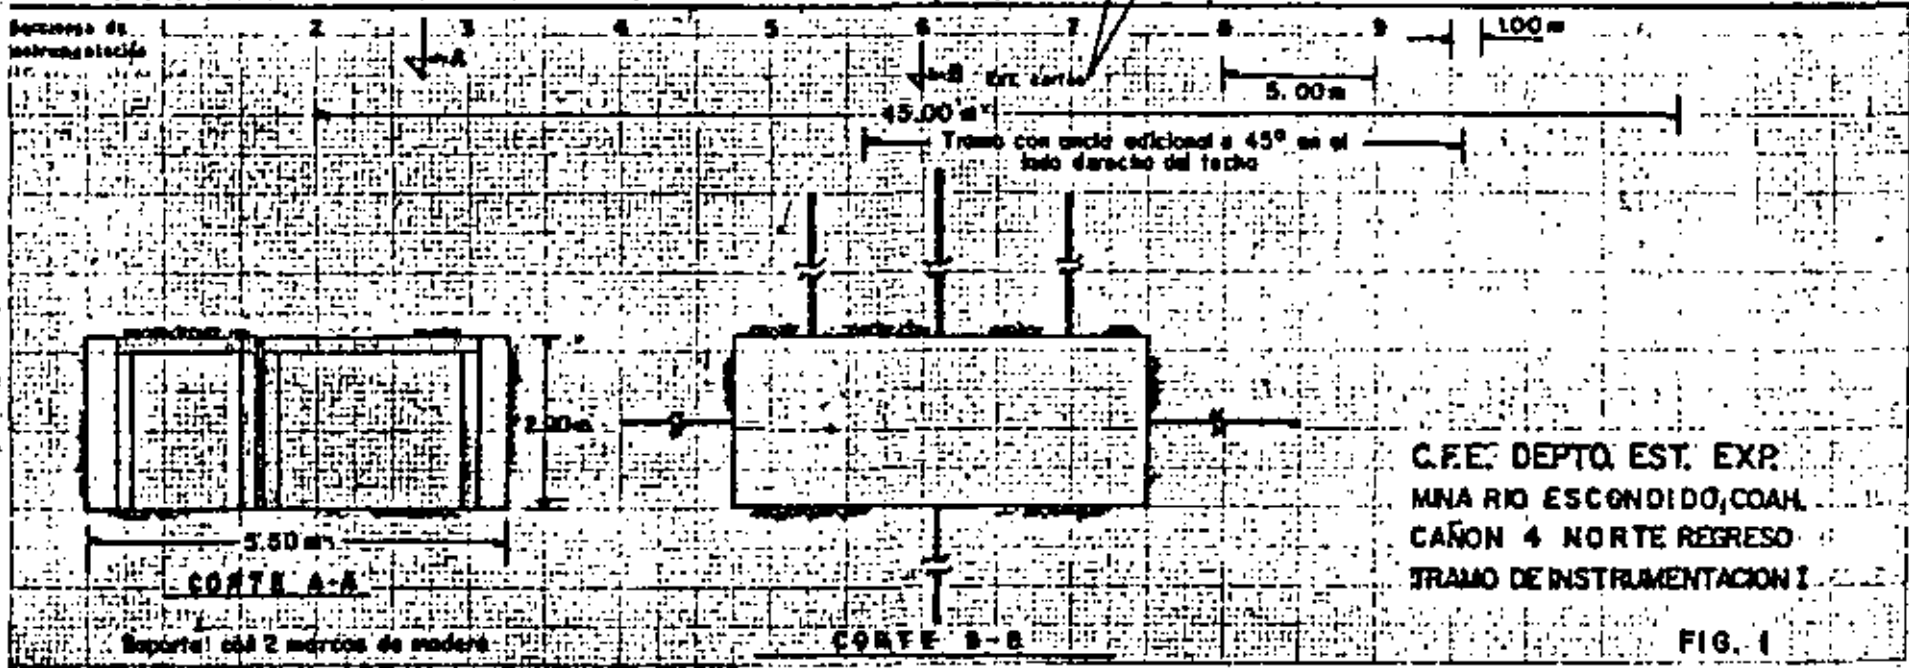 Secciones de
instrumentación
2 3 4 5 6 7 8 9
1.00 m
A
B
Ext. cortos
5.00 m
45.00 m
Tramo con ancla adicional a 45° en el
lado derecho del techo
2.00 m
5.50 m
CORTE A-A
Soporte con 2 marcos de madera
CORTE B-B
C.F.E. DEPTO. EST. EXP.
MINA RIO ESCONDIDO, COAH.
CAÑON 4 NORTE REGRESO
TRAMO DE INSTRUMENTACION I
FIG. 1